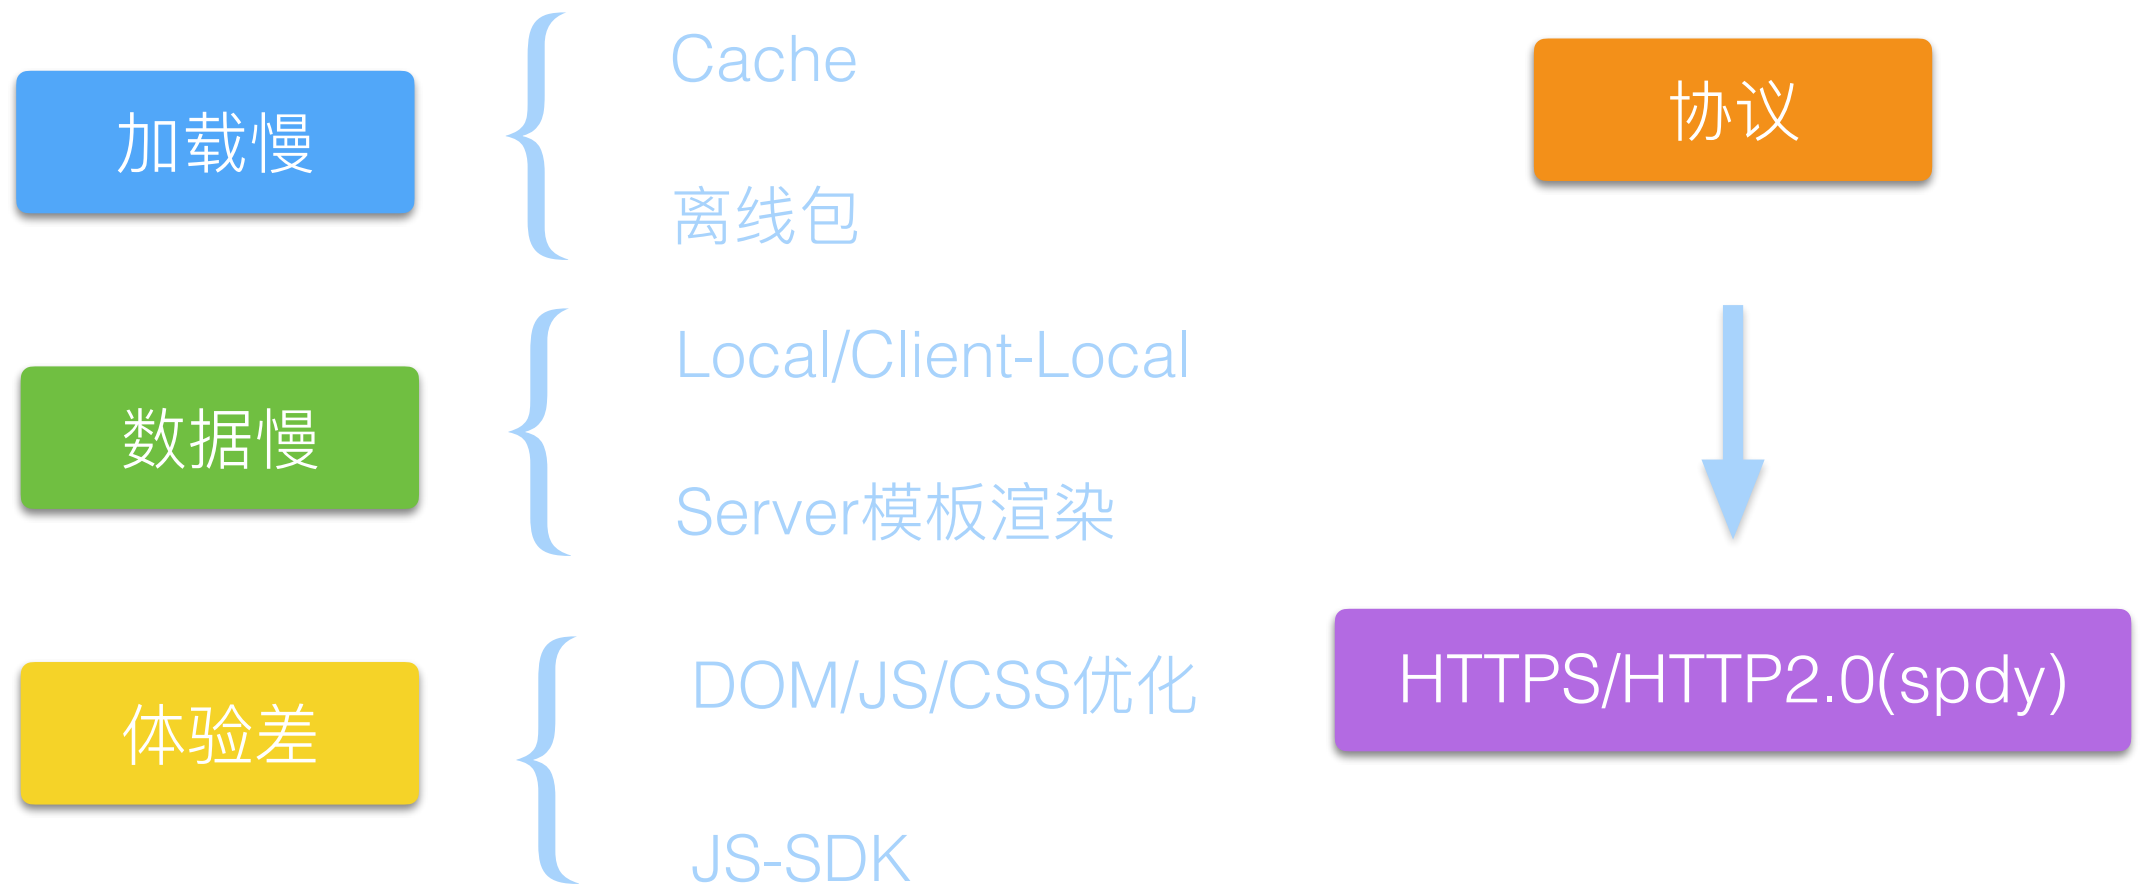 加载慢
Cache
离线包
数据慢
Local/Client-Local
Server模板渲染
体验差
DOM/JS/CSS优化
JS-SDK
协议
HTTPS/HTTP2.0(spdy)